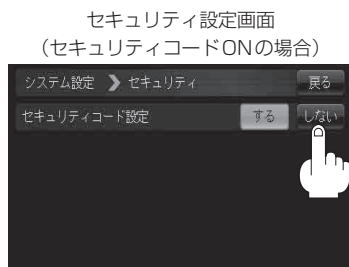 セキュリティ設定画面
（セキュリティコードONの場合）
システム設定 》 セキュリティ 戻る
セキュリティコード設定 する しない